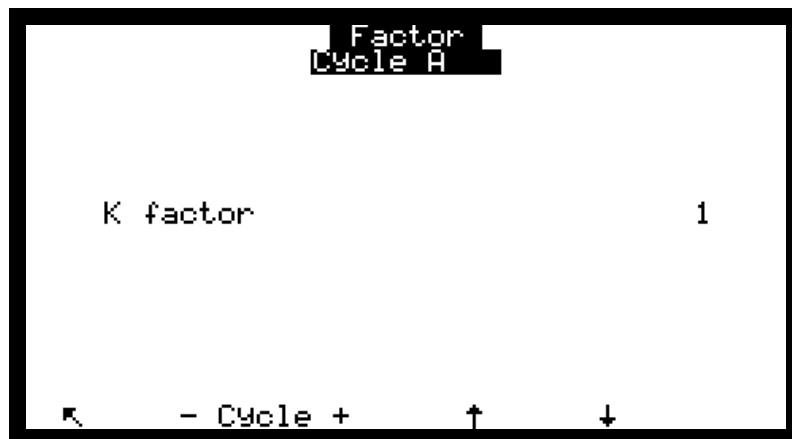 Factor
Cycle A
K factor 1
↖ - Cycle + ↑ ↓